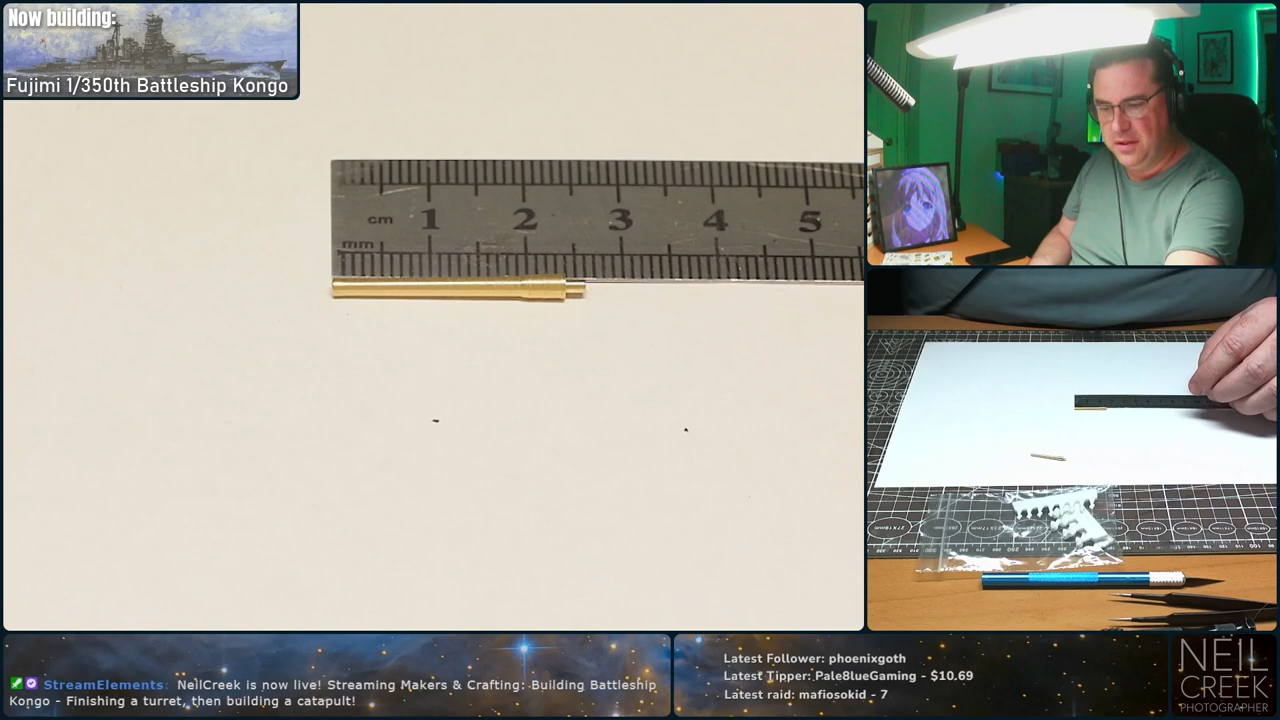 Now building:
Fujimi 1/350th Battleship Kongo
cm 1 2 3 4 5
mm
StreamElements: NeilCreek is now live! Streaming Makers & Crafting: Building Battleship
Kongo - Finishing a turret, then building a catapult!
Latest Follower: phoenixgoth
Latest Tipper: PaleBlueGaming - $10.69
Latest raid: mafiosokid - 7
NEIL
CREEK
PHOTOGRAPHER